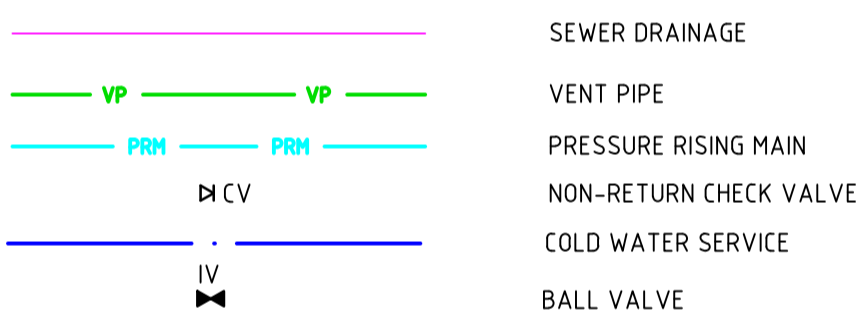 SEWER DRAINAGE
VP VP VENT PIPE
PRM PRM PRESSURE RISING MAIN
CV NON-RETURN CHECK VALVE
COLD WATER SERVICE
IV
BALL VALVE